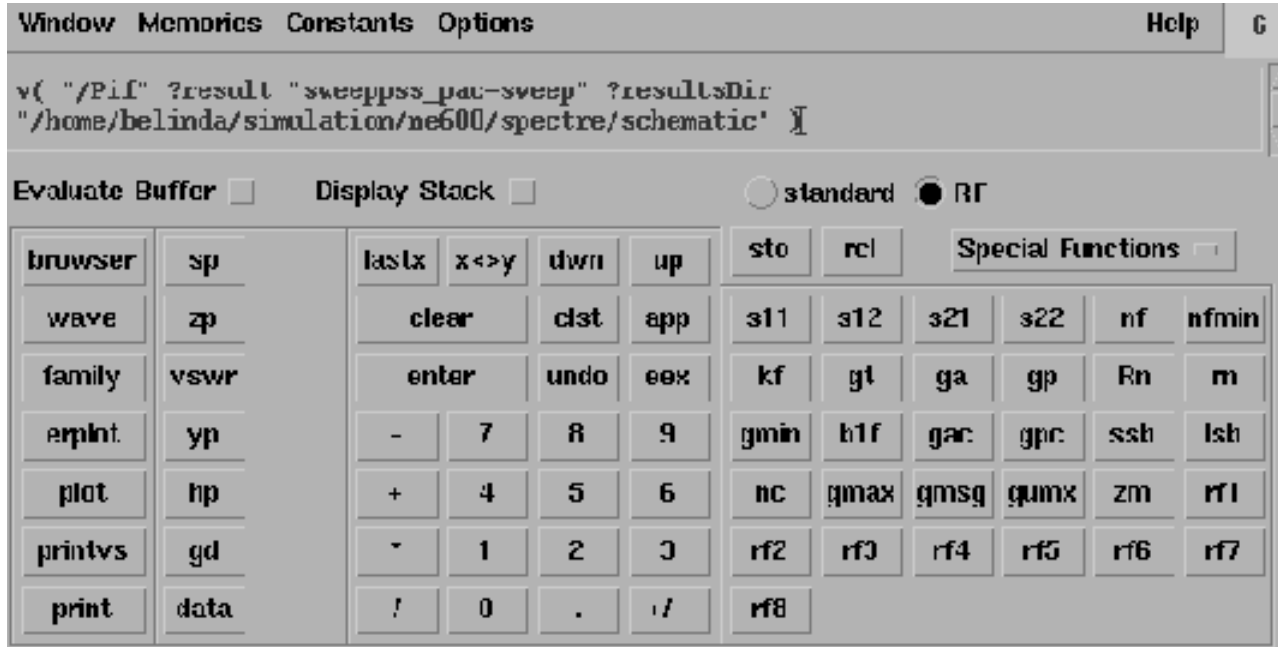 Window Memories Constants Options Help 6
v( "/Pif" ?result "sweeppss_pac-sweep" ?resultsDir
"/home/belinda/simulation/ne600/spectre/schematic" )
Evaluate Buffer Display Stack standard RF
browser sp lastx x<>y dwn up sto rcl Special Functions
wave zp clear clst app s11 s12 s21 s22 nf nfmin
family vswr enter undo eex kf gt ga gp Rn rn
erplot yp - 7 8 9 gmin b1f gac gpc ssb lsb
plot hp + 4 5 6 nc gmax gmsg gumx zm rf1
printvs gd * 1 2 3 rf2 rf3 rf4 rf5 rf6 rf7
print data / 0 . +/- rf8